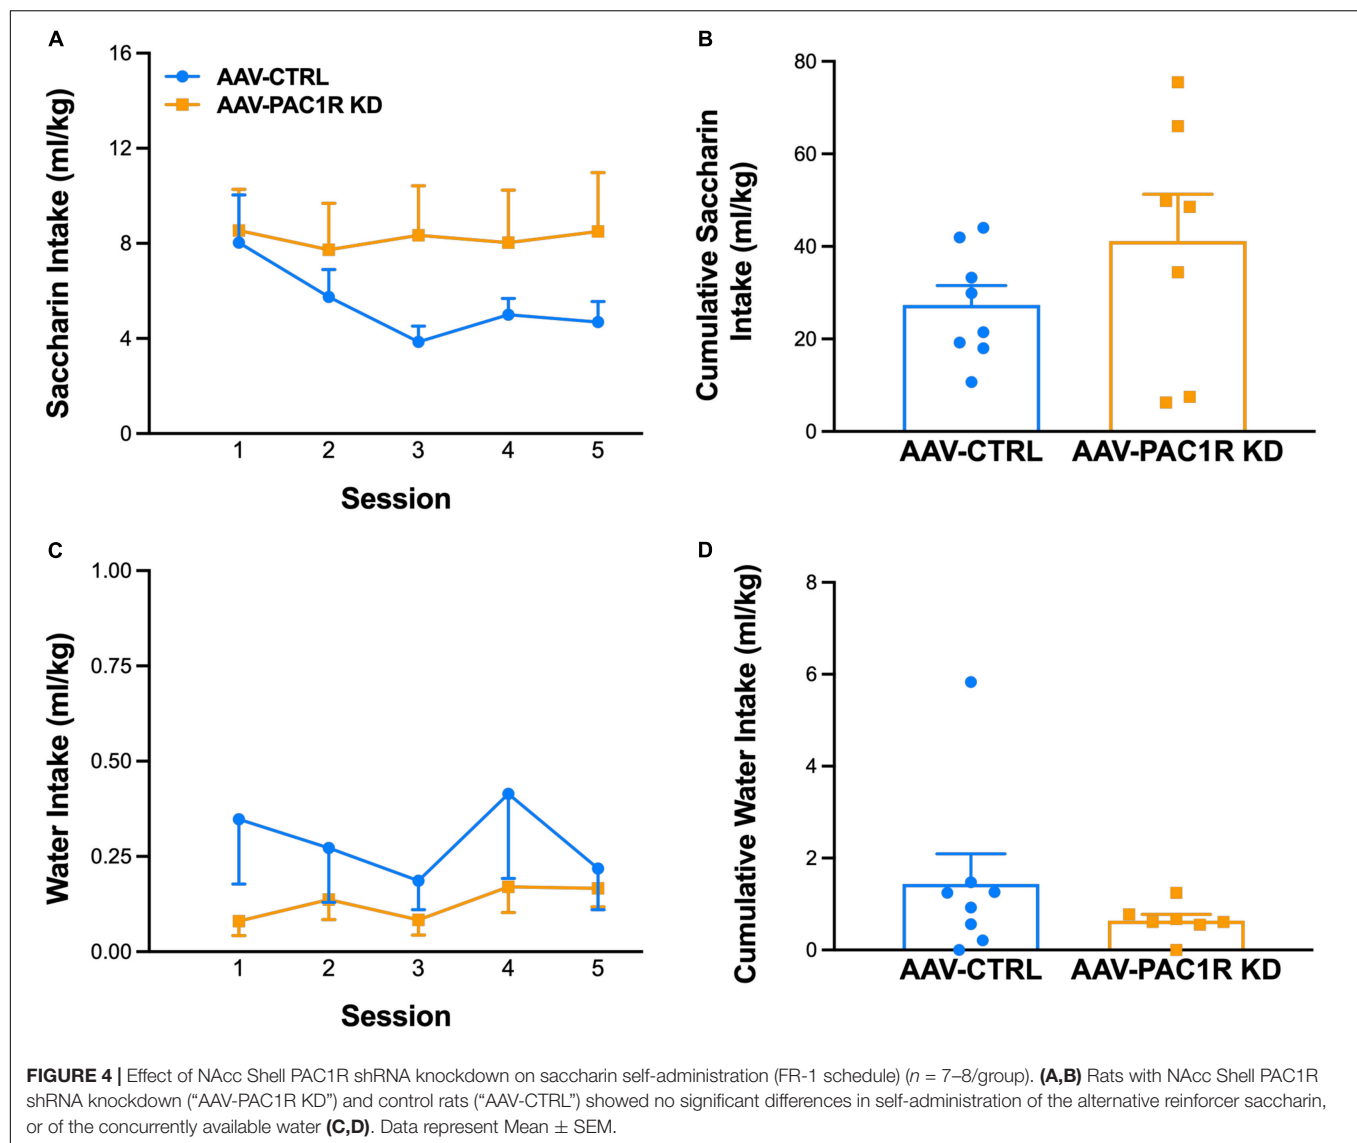 A
16
12
8
4
0
Saccharin Intake (ml/kg)
AAV-CTRL
AAV-PAC1R KD
1 2 3 4 5
Session
B
80
60
40
20
0
Cumulative Saccharin
Intake (ml/kg)
AAV-CTRL AAV-PAC1R KD
C
1.00
0.75
0.50
0.25
0.00
Water Intake (ml/kg)
1 2 3 4 5
Session
D
8
6
4
2
0
Cumulative Water Intake (ml/kg)
AAV-CTRL AAV-PAC1R KD
FIGURE 4 | Effect of NAcc Shell PAC1R shRNA knockdown on saccharin self-administration (FR-1 schedule) (n = 7–8/group). (A,B) Rats with NAcc Shell PAC1R
shRNA knockdown (“AAV-PAC1R KD”) and control rats (“AAV-CTRL”) showed no significant differences in self-administration of the alternative reinforcer saccharin,
or of the concurrently available water (C,D). Data represent Mean ± SEM.